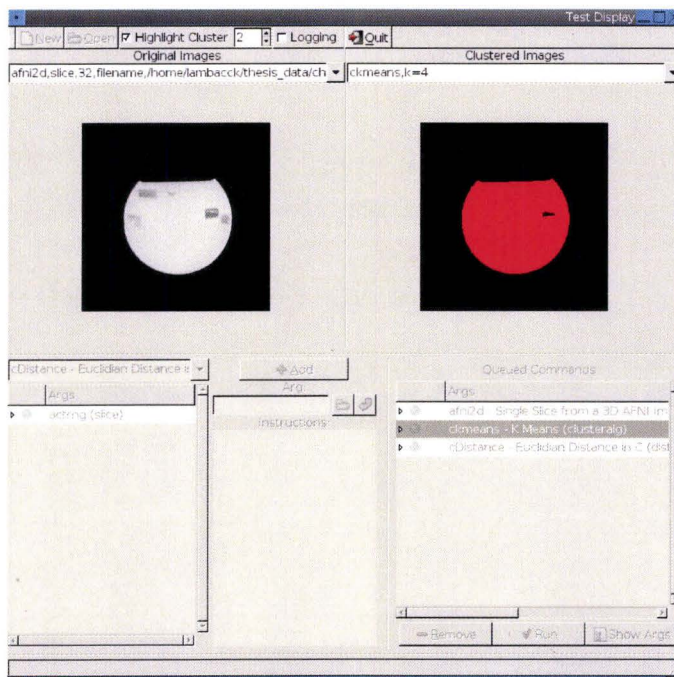 Test Display
New Open Highlight Cluster 2 Logging Quit
Original Images Clustered Images
afni2d,slice,32,filename,/home/lambacck/thesis_data/ch ckmeans,k=4
cDistance - Euclidian Distance i Add Queued Commands
Args Arg: Args
actring (slice) afni2d - Single Slice from a 3D AFNI im
Instructions: ckmeans - K Means (clusteralg)
cDistance - Euclidian Distance in C (dist
Remove Run Show Args